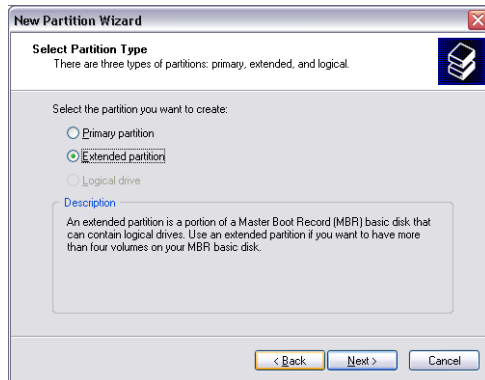 New Partition Wizard
Select Partition Type
There are three types of partitions: primary, extended, and logical.
Select the partition you want to create:
Primary partition
Extended partition
Logical drive
Description
An extended partition is a portion of a Master Boot Record (MBR) basic disk that
can contain logical drives. Use an extended partition if you want to have more
than four volumes on your MBR basic disk.
< Back Next > Cancel